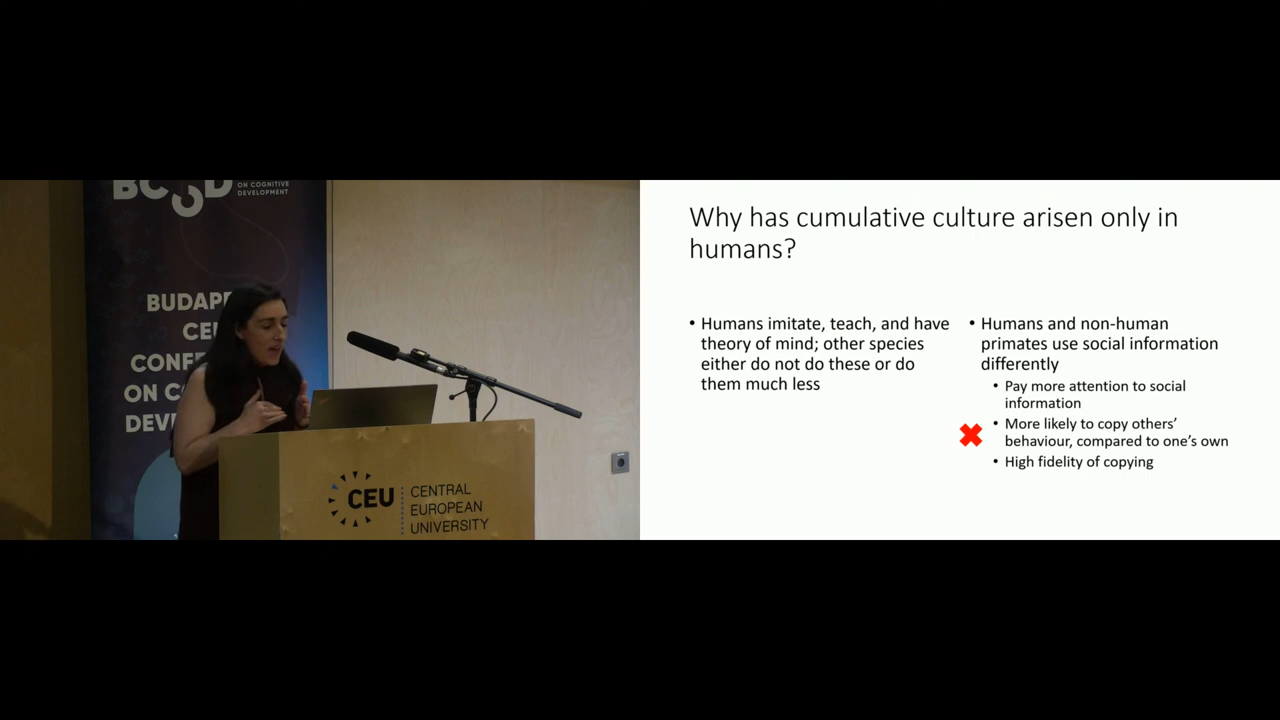 ON COGNITIVE
DEVELOPMENT
BUDAP
CE
CONF
ON C
DEV
CEU
CENTRAL
EUROPEAN
UNIVERSITY
Why has cumulative culture arisen only in
humans?
• Humans imitate, teach, and have
theory of mind; other species
either do not do these or do
them much less
• Humans and non-human
primates use social information
differently
• Pay more attention to social
information
• More likely to copy others’
behaviour, compared to one’s own
• High fidelity of copying